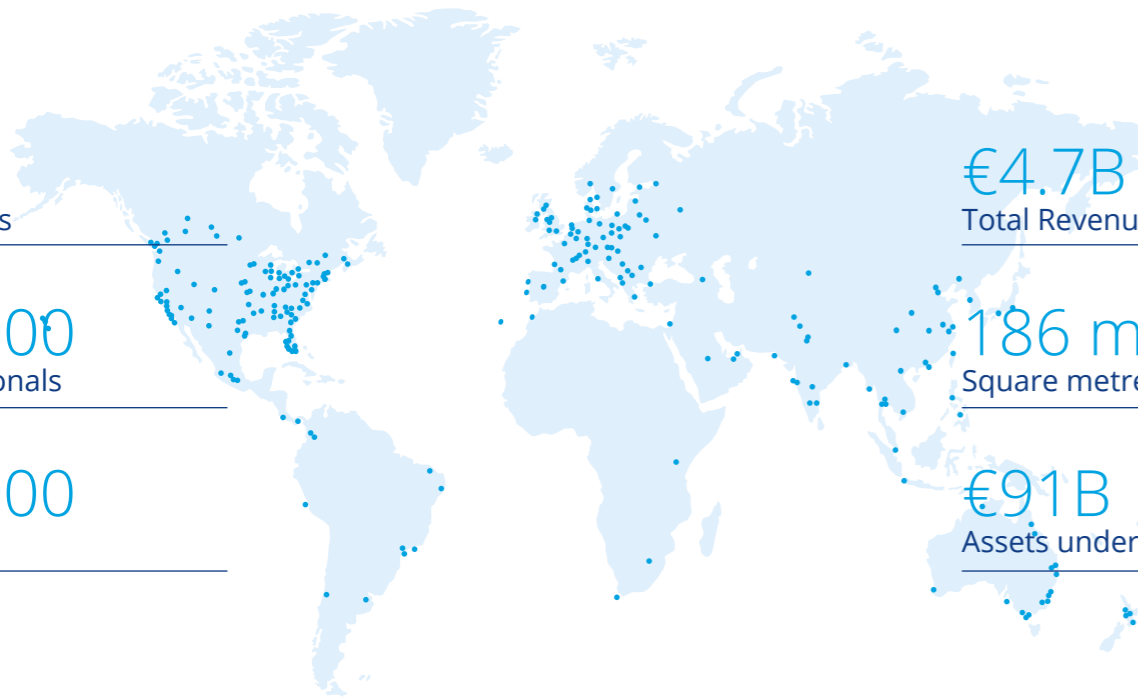 s
00
onals
00
€4.7B
Total Revenu
186 m
Square metre
€91B
Assets under